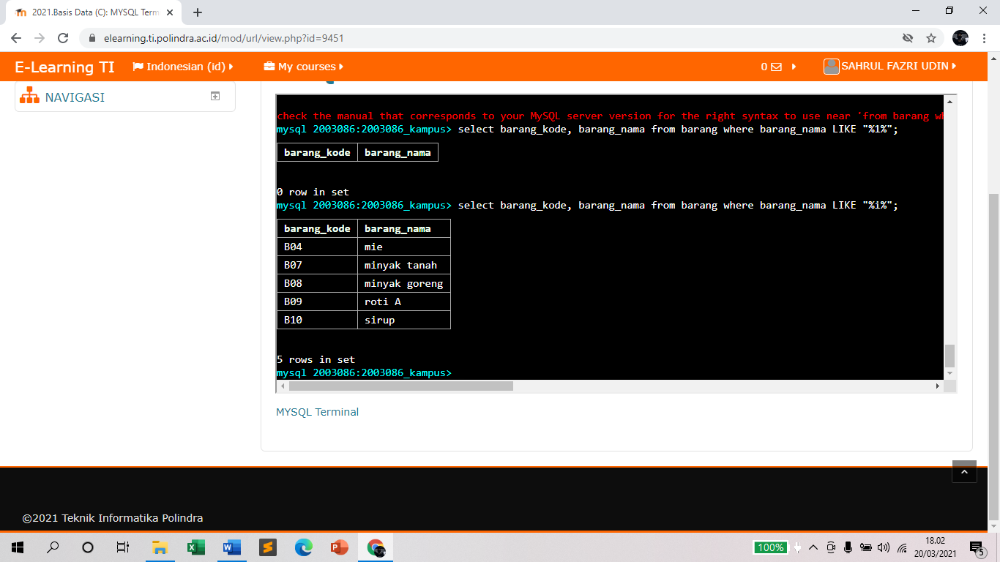 2021.Basis Data (C): MYSQL Term
elearning.ti.polindra.ac.id/mod/url/view.php?id=9451
E-Learning TI
Indonesian (id)
My courses
0
SAHRUL FAZRI UDIN
NAVIGASI
check the manual that corresponds to your MySQL server version for the right syntax to use near 'from barang wh
mysql 2003086:2003086_kampus> select barang_kode, barang_nama from barang where barang_nama LIKE "%1%";
barang_kode barang_nama
0 row in set
mysql 2003086:2003086_kampus> select barang_kode, barang_nama from barang where barang_nama LIKE "%i%";
barang_kode barang_nama
B04 mie
B07 minyak tanah
B08 minyak goreng
B09 roti A
B10 sirup
5 rows in set
mysql 2003086:2003086_kampus>
MYSQL Terminal
©2021 Teknik Informatika Polindra
100%
18.02
20/03/2021
5